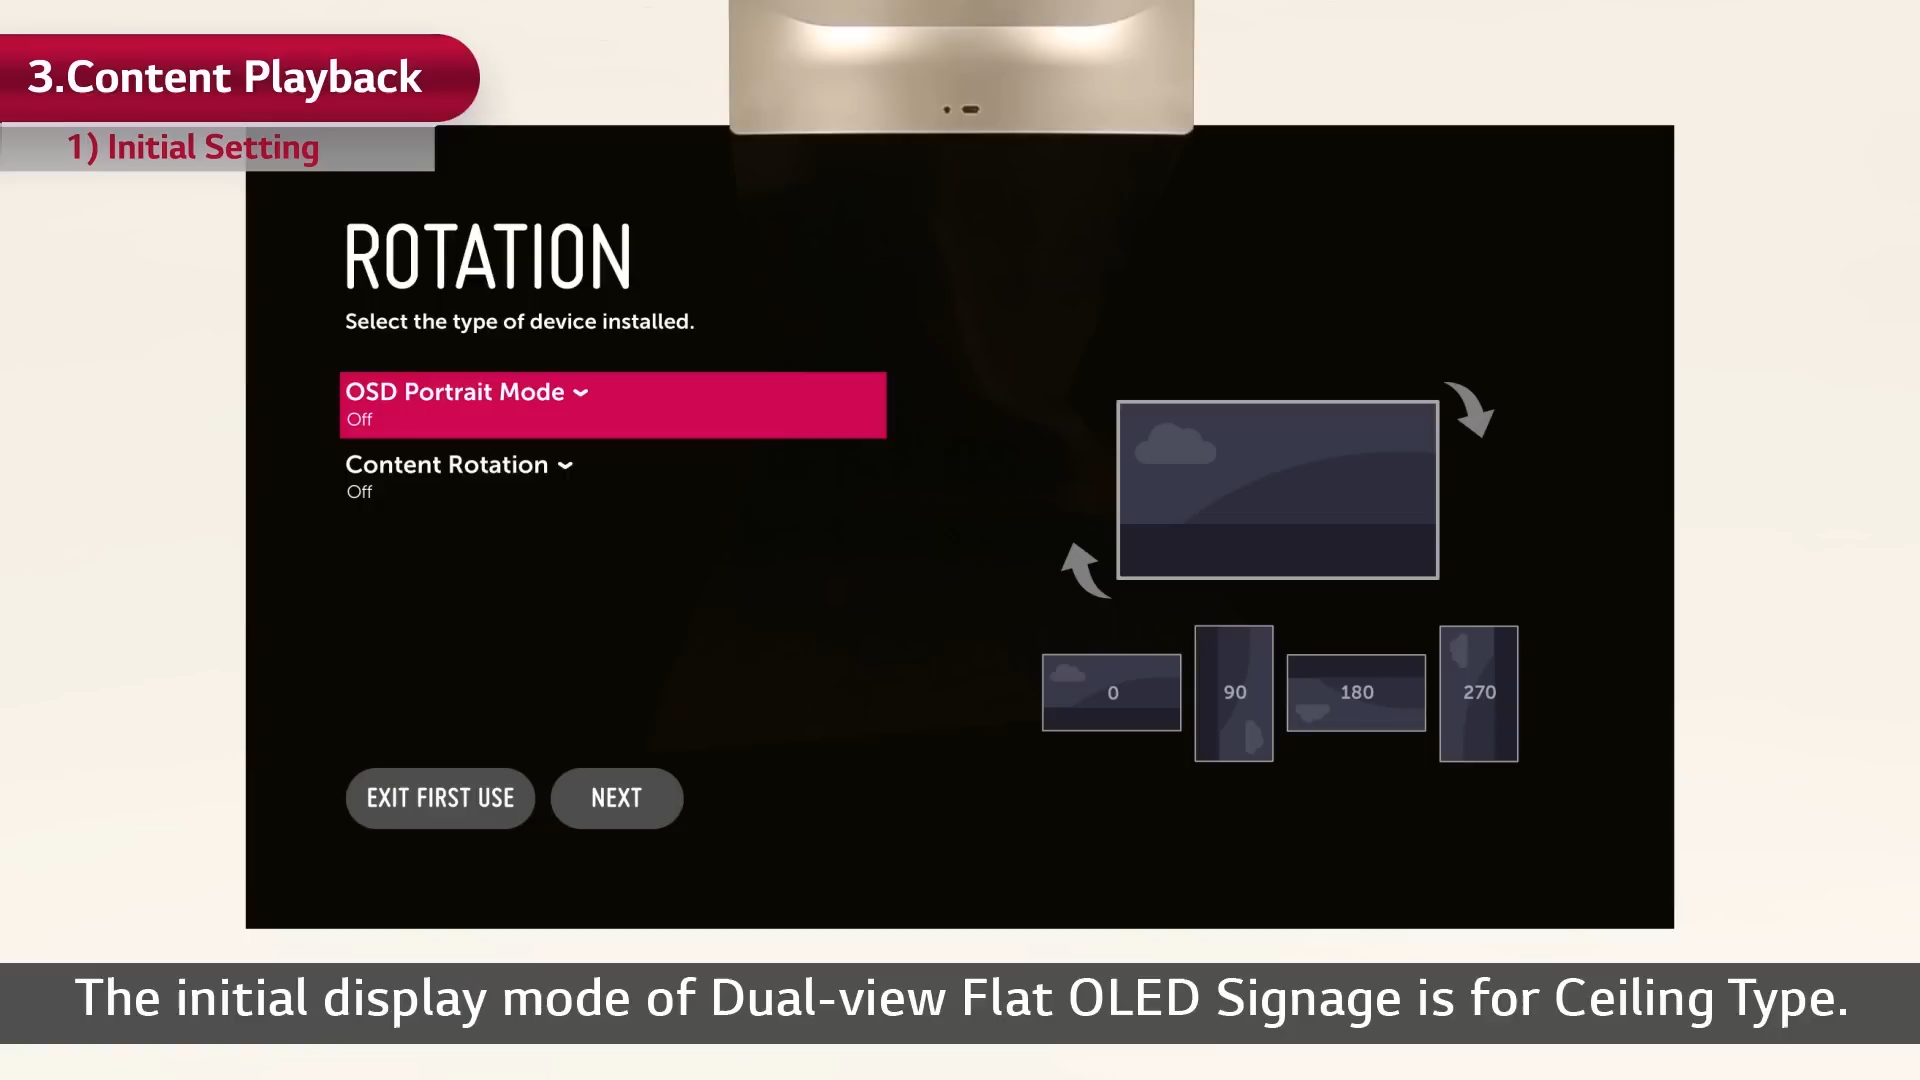 3.Content Playback
1) Initial Setting
ROTATION
Select the type of device installed.
OSD Portrait Mode
Off
Content Rotation
Off
0
90
180
270
EXIT FIRST USE
NEXT
The initial display mode of Dual-view Flat OLED Signage is for Ceiling Type.